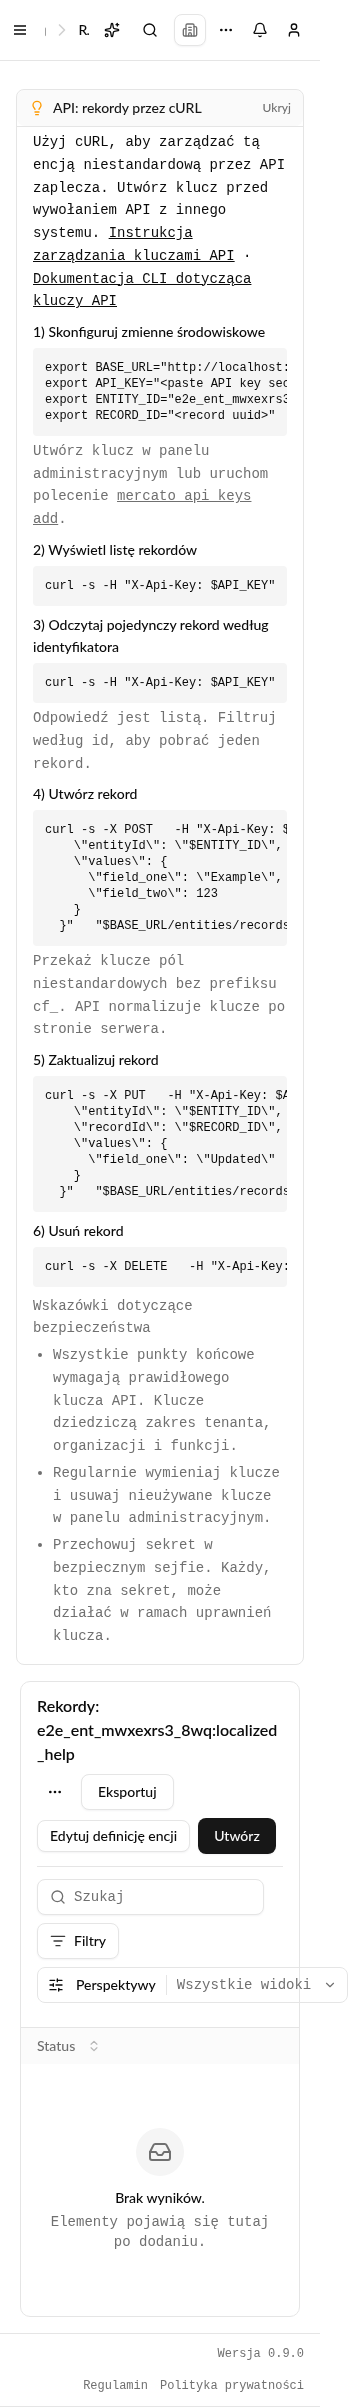 R.
API: rekordy przez cURL
Ukryj
Użyj cURL, aby zarządzać tą
encją niestandardową przez API
zaplecza. Utwórz klucz przed
wywołaniem API z innego
systemu. Instrukcja
zarządzania kluczami API ·
Dokumentacja CLI dotycząca
kluczy API
1) Skonfiguruj zmienne środowiskowe
export BASE_URL="http://localhost:
export API_KEY="<paste API key sec
export ENTITY_ID="e2e_ent_mwxexrs3
export RECORD_ID="<record uuid>"
Utwórz klucz w panelu
administracyjnym lub uruchom
polecenie mercato api keys
add.
2) Wyświetl listę rekordów
curl -s -H "X-Api-Key: $API_KEY"
3) Odczytaj pojedynczy rekord według
identyfikatora
curl -s -H "X-Api-Key: $API_KEY"
Odpowiedź jest listą. Filtruj
według id, aby pobrać jeden
rekord.
4) Utwórz rekord
curl -s -X POST   -H "X-Api-Key: $
\"entityId\": \"$ENTITY_ID\",
\"values\": {
\"field_one\": \"Example\",
\"field_two\": 123
}
}"   "$BASE_URL/entities/records
Przekaż klucze pól
niestandardowych bez prefiksu
cf_. API normalizuje klucze po
stronie serwera.
5) Zaktualizuj rekord
curl -s -X PUT   -H "X-Api-Key: $A
\"entityId\": \"$ENTITY_ID\",
\"recordId\": \"$RECORD_ID\",
\"values\": {
\"field_one\": \"Updated\"
}
}"   "$BASE_URL/entities/records
6) Usuń rekord
curl -s -X DELETE   -H "X-Api-Key:
Wskazówki dotyczące
bezpieczeństwa
• Wszystkie punkty końcowe
wymagają prawidłowego
klucza API. Klucze
dziedziczą zakres tenanta,
organizacji i funkcji.
• Regularnie wymieniaj klucze
i usuwaj nieużywane klucze
w panelu administracyjnym.
• Przechowuj sekret w
bezpiecznym sejfie. Każdy,
kto zna sekret, może
działać w ramach uprawnień
klucza.
Rekordy:
e2e_ent_mwxexrs3_8wq:localized
_help
Eksportuj
Edytuj definicję encji
Utwórz
Szukaj
Filtry
Perspektywy
Wszystkie widoki
Status
Brak wyników.
Elementy pojawią się tutaj
po dodaniu.
Wersja 0.9.0
Regulamin Polityka prywatności